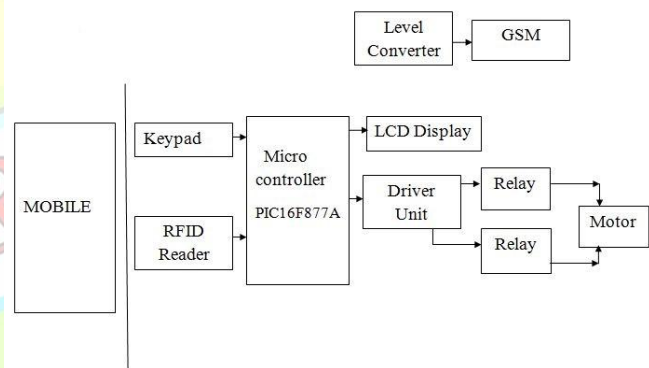 Level
Converter
GSM
MOBILE
Keypad
RFID
Reader
Micro
controller
PIC16F877A
LCD Display
Driver
Unit
Relay
Relay
Motor